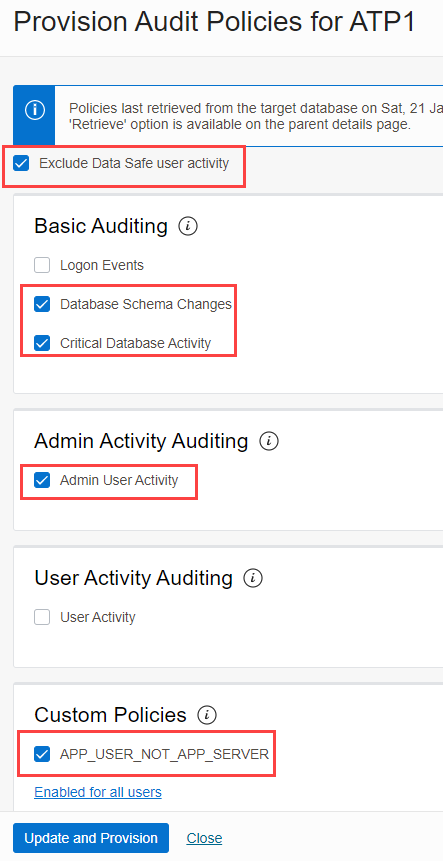 Provision Audit Policies for ATP1
Policies last retrieved from the target database on Sat, 21 Ja
'Retrieve' option is available on the parent details page.
Exclude Data Safe user activity
Basic Auditing
Logon Events
Database Schema Changes
Critical Database Activity
Admin Activity Auditing
Admin User Activity
User Activity Auditing
User Activity
Custom Policies
APP_USER_NOT_APP_SERVER
Enabled for all users
Update and Provision Close